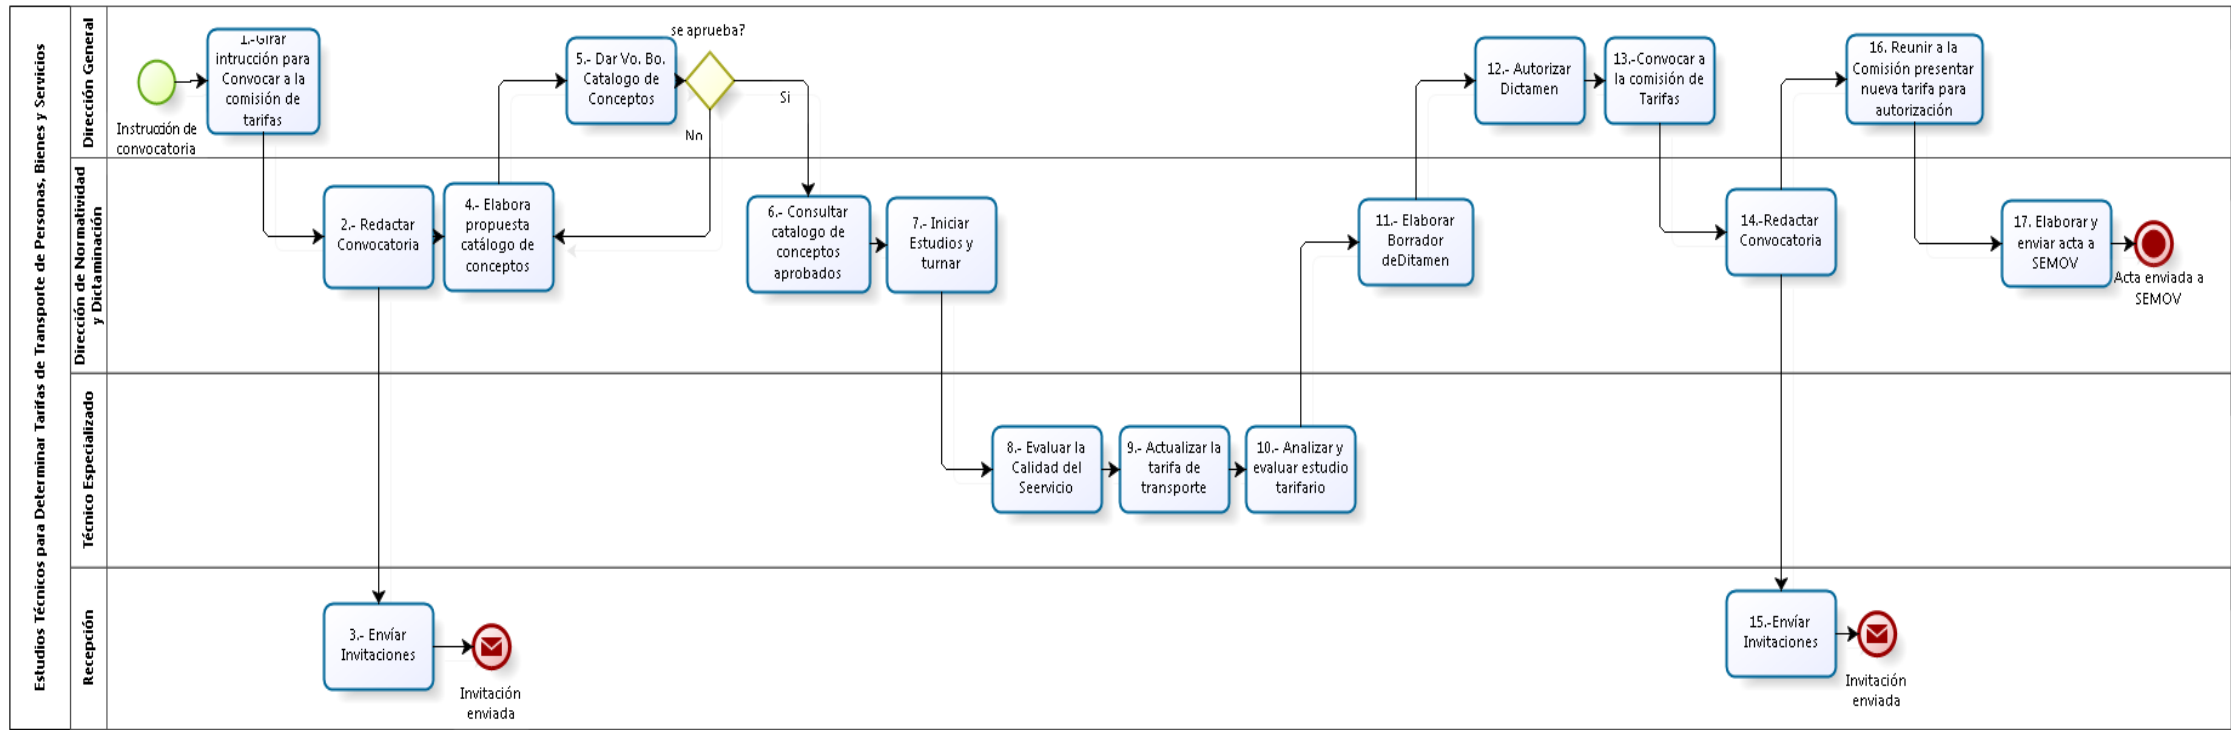 Estudios Técnicos para Determinar Tarifas de Transporte de Personas, Bienes y Servicios
Dirección General
Instrucción de
convocatoria
1.-Girar
intrucción para
Convocar a la
comisión de
tarifas
5.- Dar Vo. Bo.
Catalogo de
Conceptos
se aprueba?
Si
No
12.- Autorizar
Dictamen
13.-Convocar a
la comisión de
Tarifas
16. Reunir a la
Comisión presentar
nueva tarifa para
autorización
Dirección de Normatividad
y Dictaminación
2.- Redactar
Convocatoria
4.- Elabora
propuesta
catálogo de
conceptos
6.- Consultar
catalogo de
conceptos
aprobados
7.- Iniciar
Estudios y
turnar
11.- Elaborar
Borrador
deDitamen
14.-Redactar
Convocatoria
17. Elaborar y
enviar acta a
SEMOV
Acta enviada a
SEMOV
Técnico Especializado
8.- Evaluar la
Calidad del
Seervicio
9.- Actualizar la
tarifa de
transporte
10.- Analizar y
evaluar estudio
tarifario
Recepción
3.- Envíar
Invitaciones
Invitación
enviada
15.-Envíar
Invitaciones
Invitación
enviada